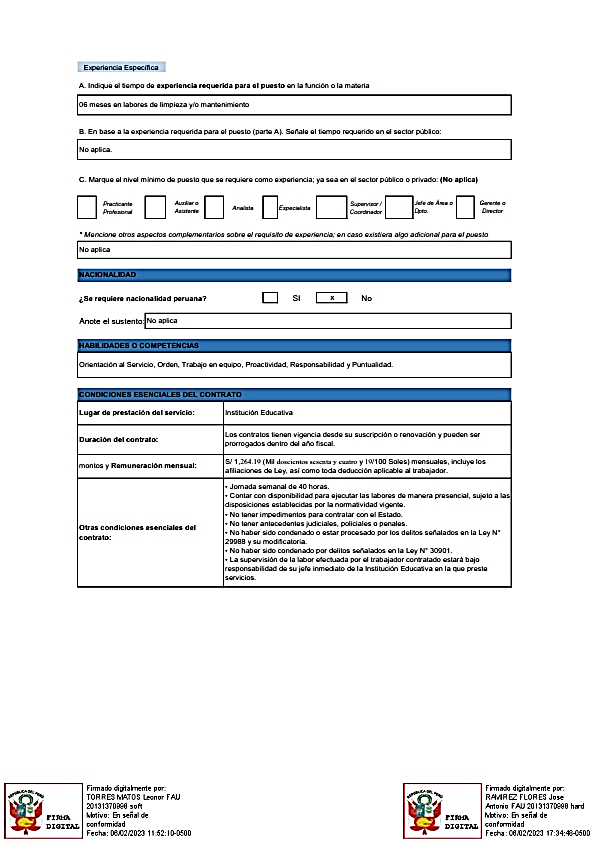 Experiencia Específica
A. Indique el tiempo de experiencia requerida para el puesto en la función o la materia
06 meses en labores de limpieza y/o mantenimiento
B. En base a la experiencia requerida para el puesto (parte A). Señale el tiempo requerido en el sector público:
No aplica.
C. Marque el nivel mínimo de puesto que se requiere como experiencia; ya sea en el sector público o privado: (No aplica)
Practicante Profesional
Auxiliar o Asistente
Analista
Especialista
Supervisor / Coordinador
Jefe de Área o Dpto.
Gerente o Director
* Mencione otros aspectos complementarios sobre el requisito de experiencia; en caso existiera algo adicional para el puesto
No aplica
NACIONALIDAD
¿Se requiere nacionalidad peruana? SI x No
Anote el sustento: No aplica
HABILIDADES O COMPETENCIAS
Orientación al Servicio, Orden, Trabajo en equipo, Proactividad, Responsabilidad y Puntualidad.
CONDICIONES ESENCIALES DEL CONTRATO
Lugar de prestación del servicio: Institución Educativa
Duración del contrato:
Los contratos tienen vigencia desde su suscripción o renovación y pueden ser
prorrogados dentro del año fiscal.
montos y Remuneración mensual:
S/ 1,264.19 (Mil doscientos sesenta y cuatro y 19/100 Soles) mensuales, incluye los
afiliaciones de Ley, así como toda deducción aplicable al trabajador.
Otras condiciones esenciales del
contrato:
• Jornada semanal de 40 horas.
• Contar con disponibilidad para ejecutar las labores de manera presencial, sujeto a las
disposiciones establecidas por la normatividad vigente.
• No tener impedimentos para contratar con el Estado.
• No tener antecedentes judiciales, policiales o penales.
• No haber sido condenado o estar procesado por los delitos señalados en la Ley N°
29988 y su modificatoria.
• No haber sido condenado por delitos señalados en la Ley N° 30901.
• La supervisión de la labor efectuada por el trabajador contratado estará bajo
responsabilidad de su jefe inmediato de la Institución Educativa en la que preste
servicios.
REPÚBLICA DEL PERÚ
FIRMA
DIGITAL
Firmado digitalmente por:
TORRES MATOS Leonor FAU
20131370998 soft
Motivo: En señal de
conformidad
Fecha: 06/02/2023 11:52:10-0500
REPÚBLICA DEL PERÚ
FIRMA
DIGITAL
Firmado digitalmente por:
RAMIREZ FLORES Jose
Antonio FAU 20131370998 hard
Motivo: En señal de
conformidad
Fecha: 06/02/2023 17:34:48-0500